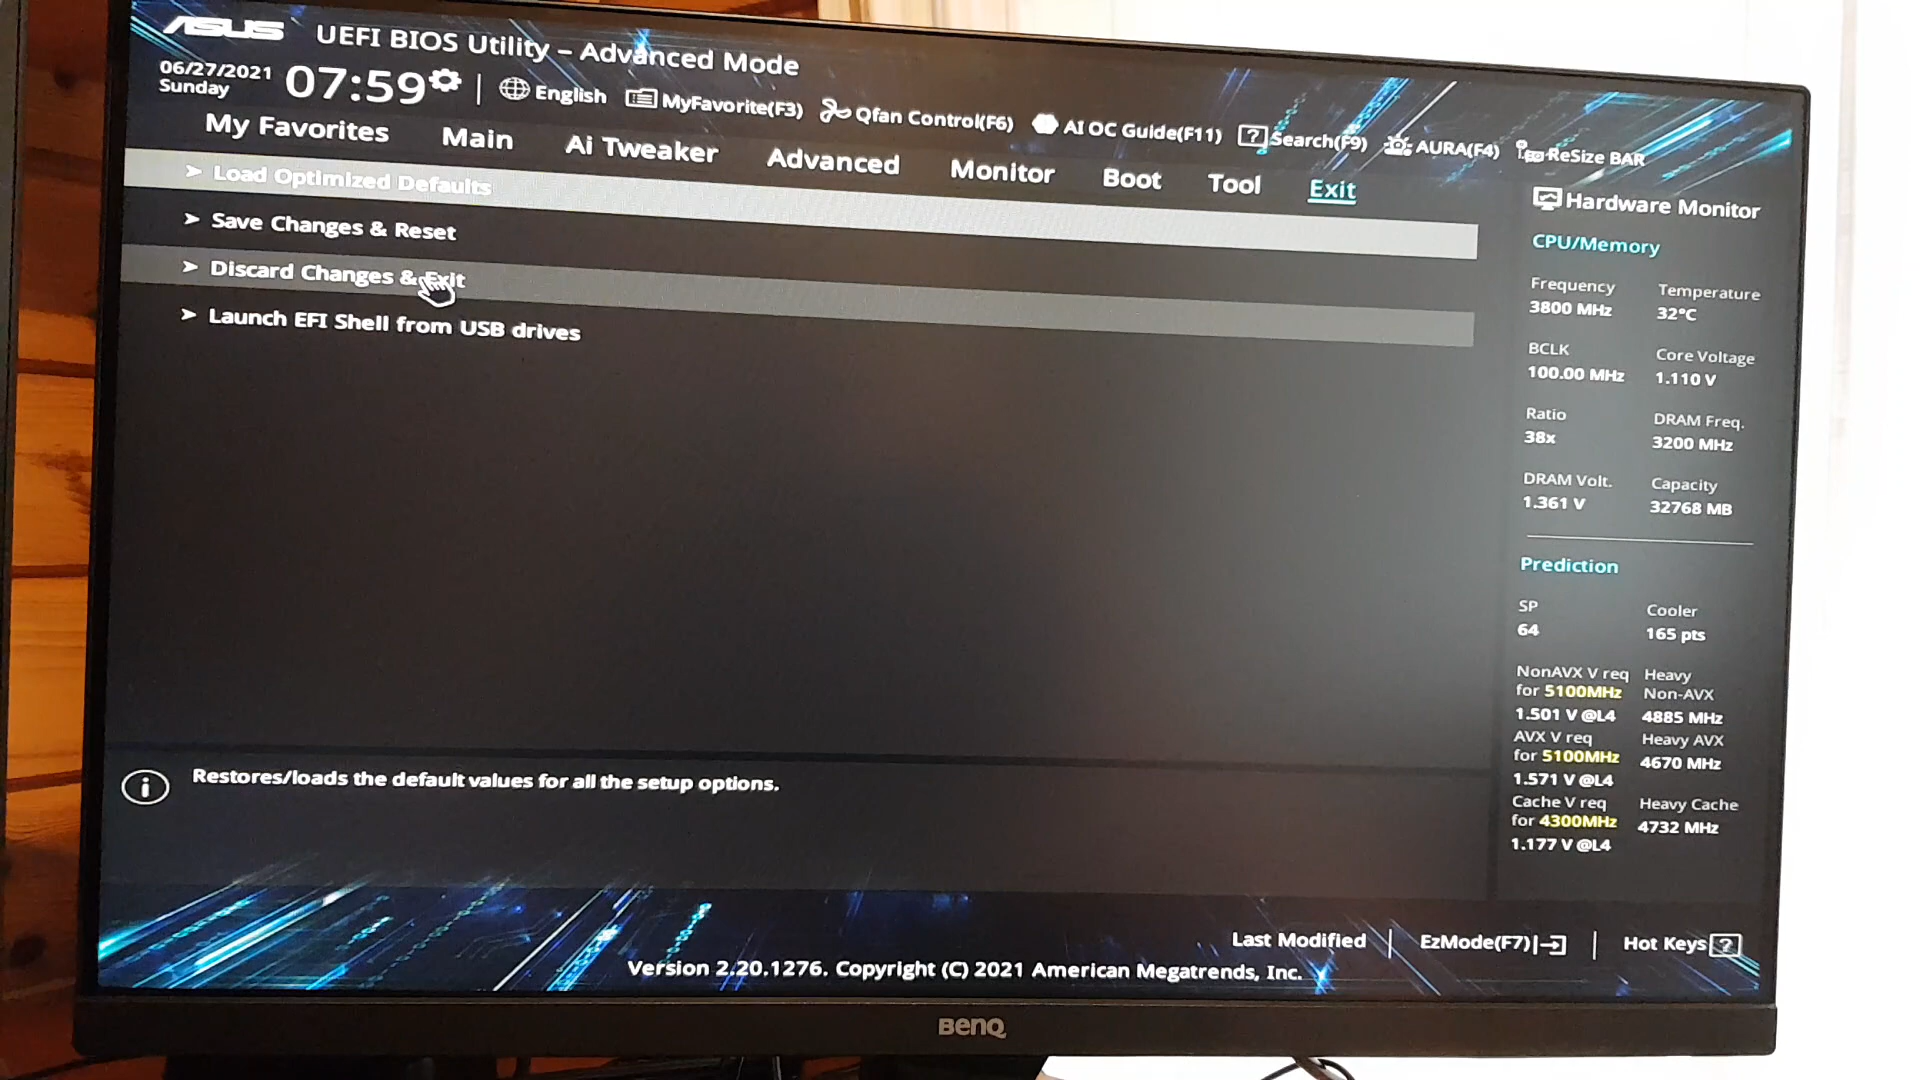 ASUS UEFI BIOS Utility – Advanced Mode
06/27/2021
Sunday
07:59
English
MyFavorite(F3)
Qfan Control(F6)
AI OC Guide(F11)
Search(F9)
AURA(F4)
ReSize BAR
My Favorites
Main
Ai Tweaker
Advanced
Monitor
Boot
Tool
Exit
Load Optimized Defaults
Save Changes & Reset
Discard Changes & Exit
Launch EFI Shell from USB drives
Hardware Monitor
CPU/Memory
Frequency Temperature
3800 MHz 32°C
BCLK Core Voltage
100.00 MHz 1.110 V
Ratio DRAM Freq.
38x 3200 MHz
DRAM Volt. Capacity
1.361 V 32768 MB
Prediction
SP Cooler
64 165 pts
NonAVX V req Heavy
for 5100MHz Non-AVX
1.501 V @L4 4885 MHz
AVX V req Heavy AVX
for 5100MHz 4670 MHz
1.571 V @L4
Cache V req Heavy Cache
for 4300MHz 4732 MHz
1.177 V @L4
Restores/loads the default values for all the setup options.
Last Modified
EzMode(F7)
Hot Keys ?
Version 2.20.1276. Copyright (C) 2021 American Megatrends, Inc.
BenQ